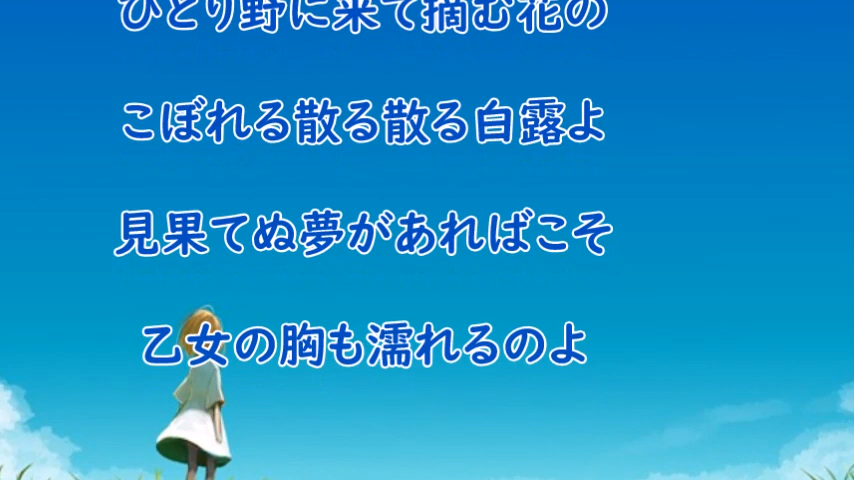 ひとり野に来て摘む花の
こぼれる散る散る白露よ
見果てぬ夢があればこそ
乙女の胸も濡れるのよ